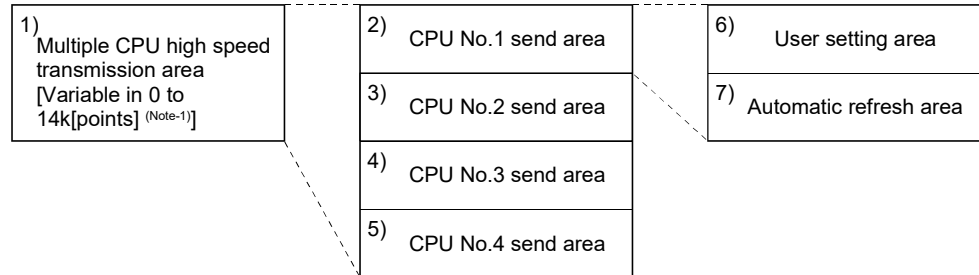 1)
Multiple CPU high speed
transmission area
[Variable in 0 to
14k[points] (Note-1)]
2) CPU No.1 send area
3) CPU No.2 send area
4) CPU No.3 send area
5) CPU No.4 send area
6) User setting area
7) Automatic refresh area